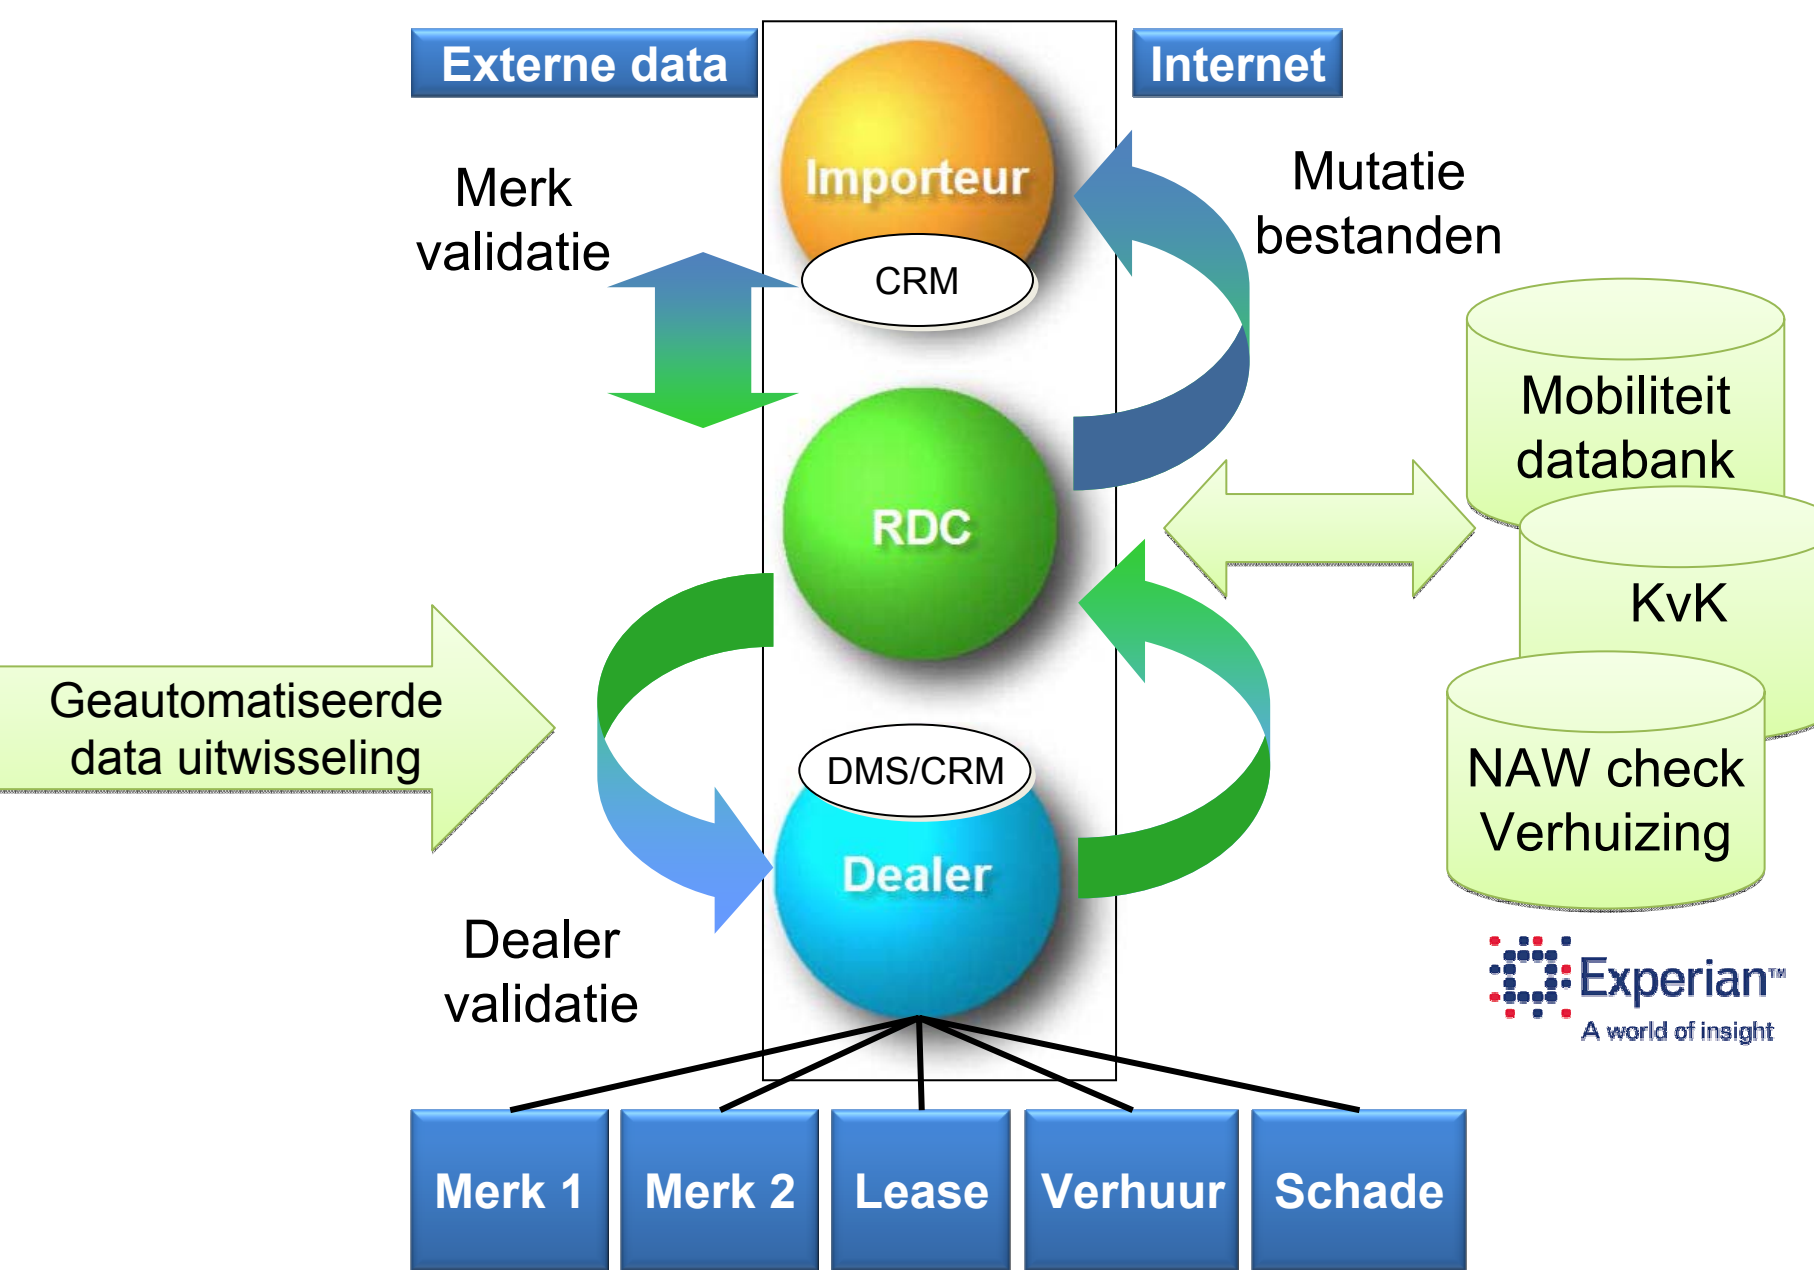 Externe data
Internet
Importeur
CRM
Merk
validatie
Mutatie
bestanden
RDC
Mobiliteit
databank
KvK
NAW check
Verhuizing
Geautomatiseerde
data uitwisseling
DMS/CRM
Dealer
Dealer
validatie
Experian™
A world of insight
Merk 1
Merk 2
Lease
Verhuur
Schade